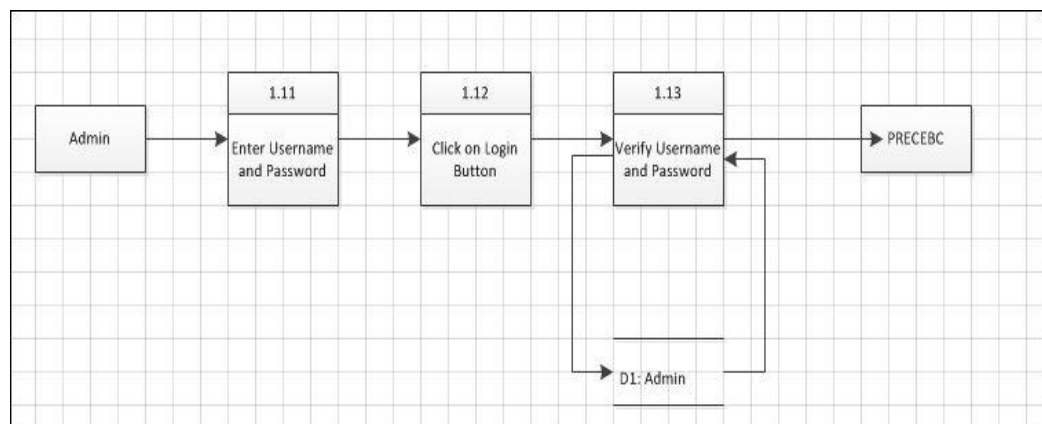 Admin
1.11
Enter Username
and Password
1.12
Click on Login
Button
1.13
Verify Username
and Password
PRECEBC
D1: Admin